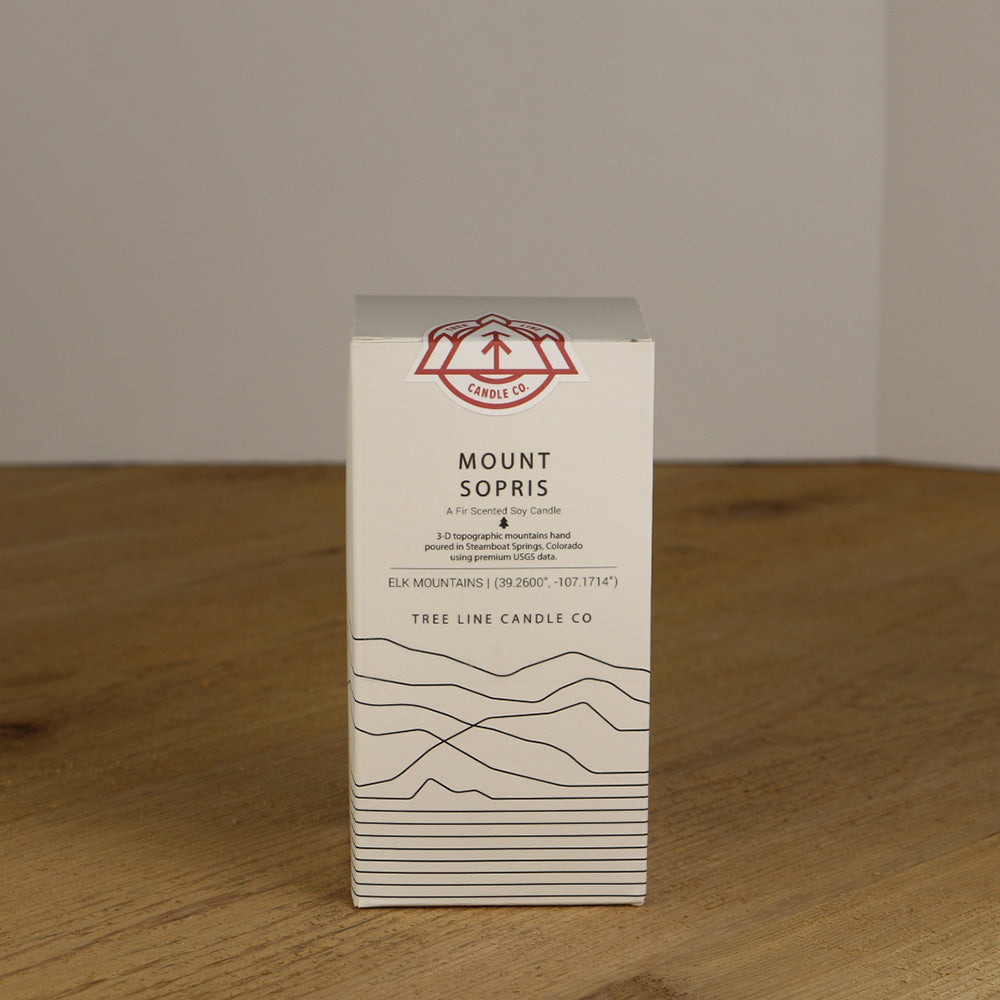 TREE LINE
CANDLE CO.
MOUNT
SOPRIS
A Fir Scented Soy Candle
3-D topographic mountains hand
poured in Steamboat Springs, Colorado
using premium USGS data.
ELK MOUNTAINS | (39.2600°, -107.1714°)
TREE LINE CANDLE CO